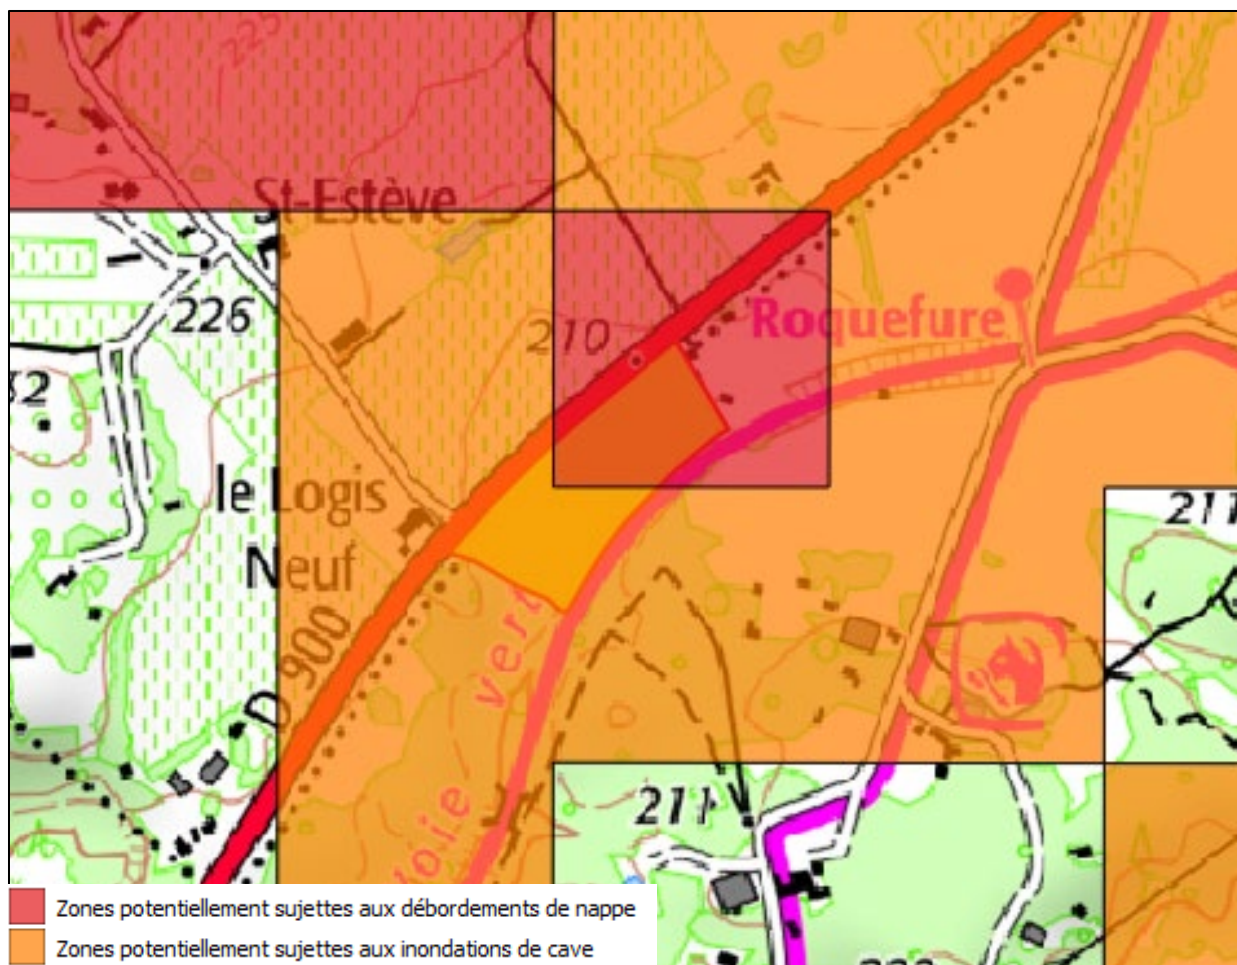 225
St-Estève
226
210
Roquefure
32
le Logis
Neuf
211
D 900
Voie verte
211
Zones potentiellement sujettes aux débordements de nappe
Zones potentiellement sujettes aux inondations de cave